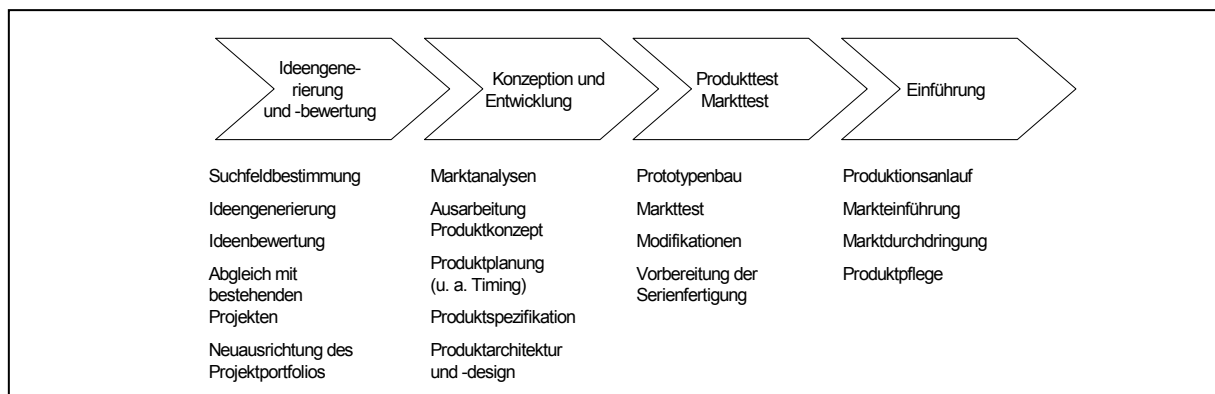 Ideengene-
rierung
und -bewertung
Konzeption und
Entwicklung
Produkttest
Markttest
Einführung
Suchfeldbestimmung
Ideengenerierung
Ideenbewertung
Abgleich mit
bestehenden
Projekten
Neuausrichtung des
Projektportfolios
Marktanalysen
Ausarbeitung
Produktkonzept
Produktplanung
(u. a. Timing)
Produktspezifikation
Produktarchitektur
und -design
Prototypenbau
Markttest
Modifikationen
Vorbereitung der
Serienfertigung
Produktionsanlauf
Markteinführung
Marktdurchdringung
Produktpflege